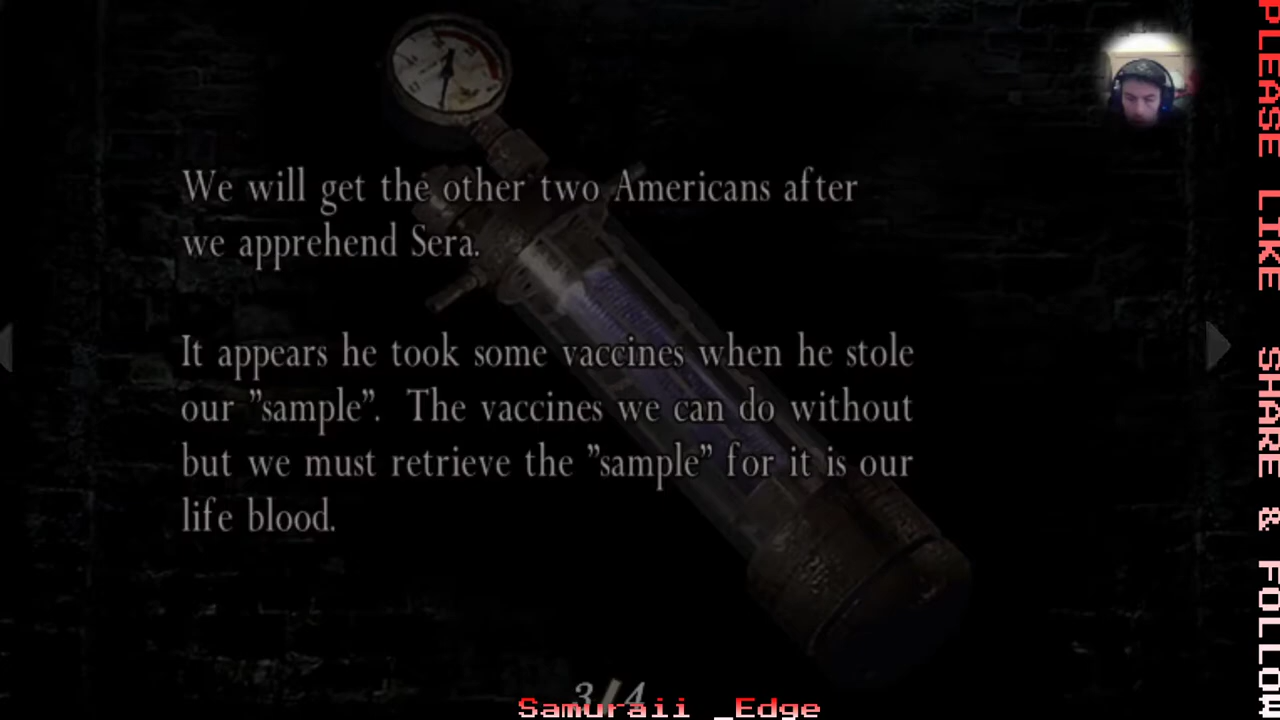 We will get the other two Americans after
we apprehend Sera.
It appears he took some vaccines when he stole
our "sample".  The vaccines we can do without
but we must retrieve the "sample" for it is our
life blood.
3/4
Samuraii _Edge
PLEASE LIKE SHARE & FOLLOW